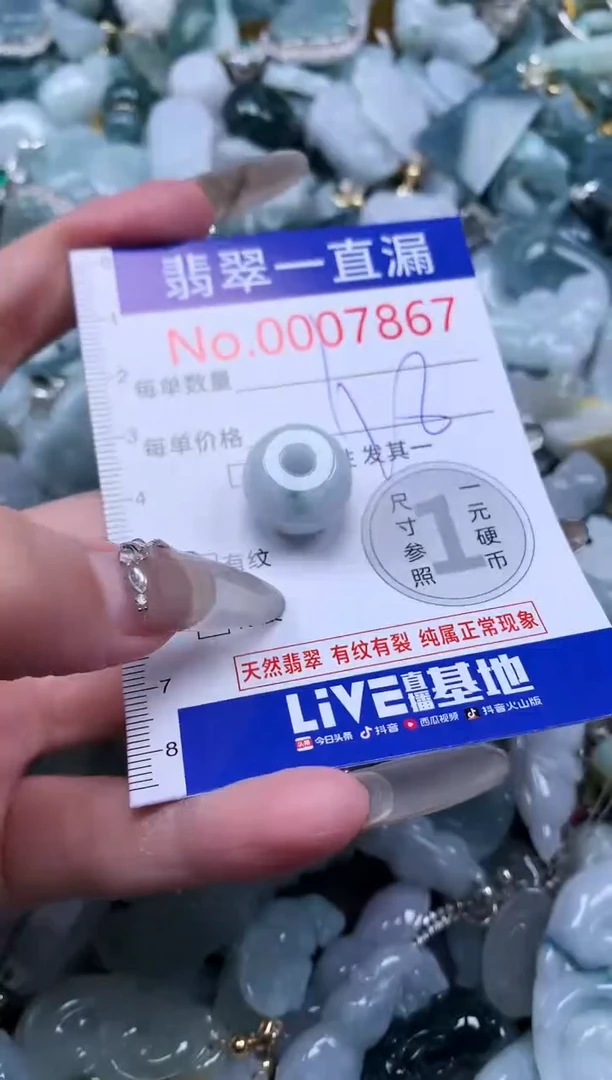 翡翠一直漏
No.0007867
每单数量
每单价格
18
发其一
有纹
尺寸参照
1
一元硬币
天然翡翠 有纹有裂 纯属正常现象
LiVE直播基地
头条 今日头条 抖音 西瓜视频 抖音火山版
1
2
3
4
7
8